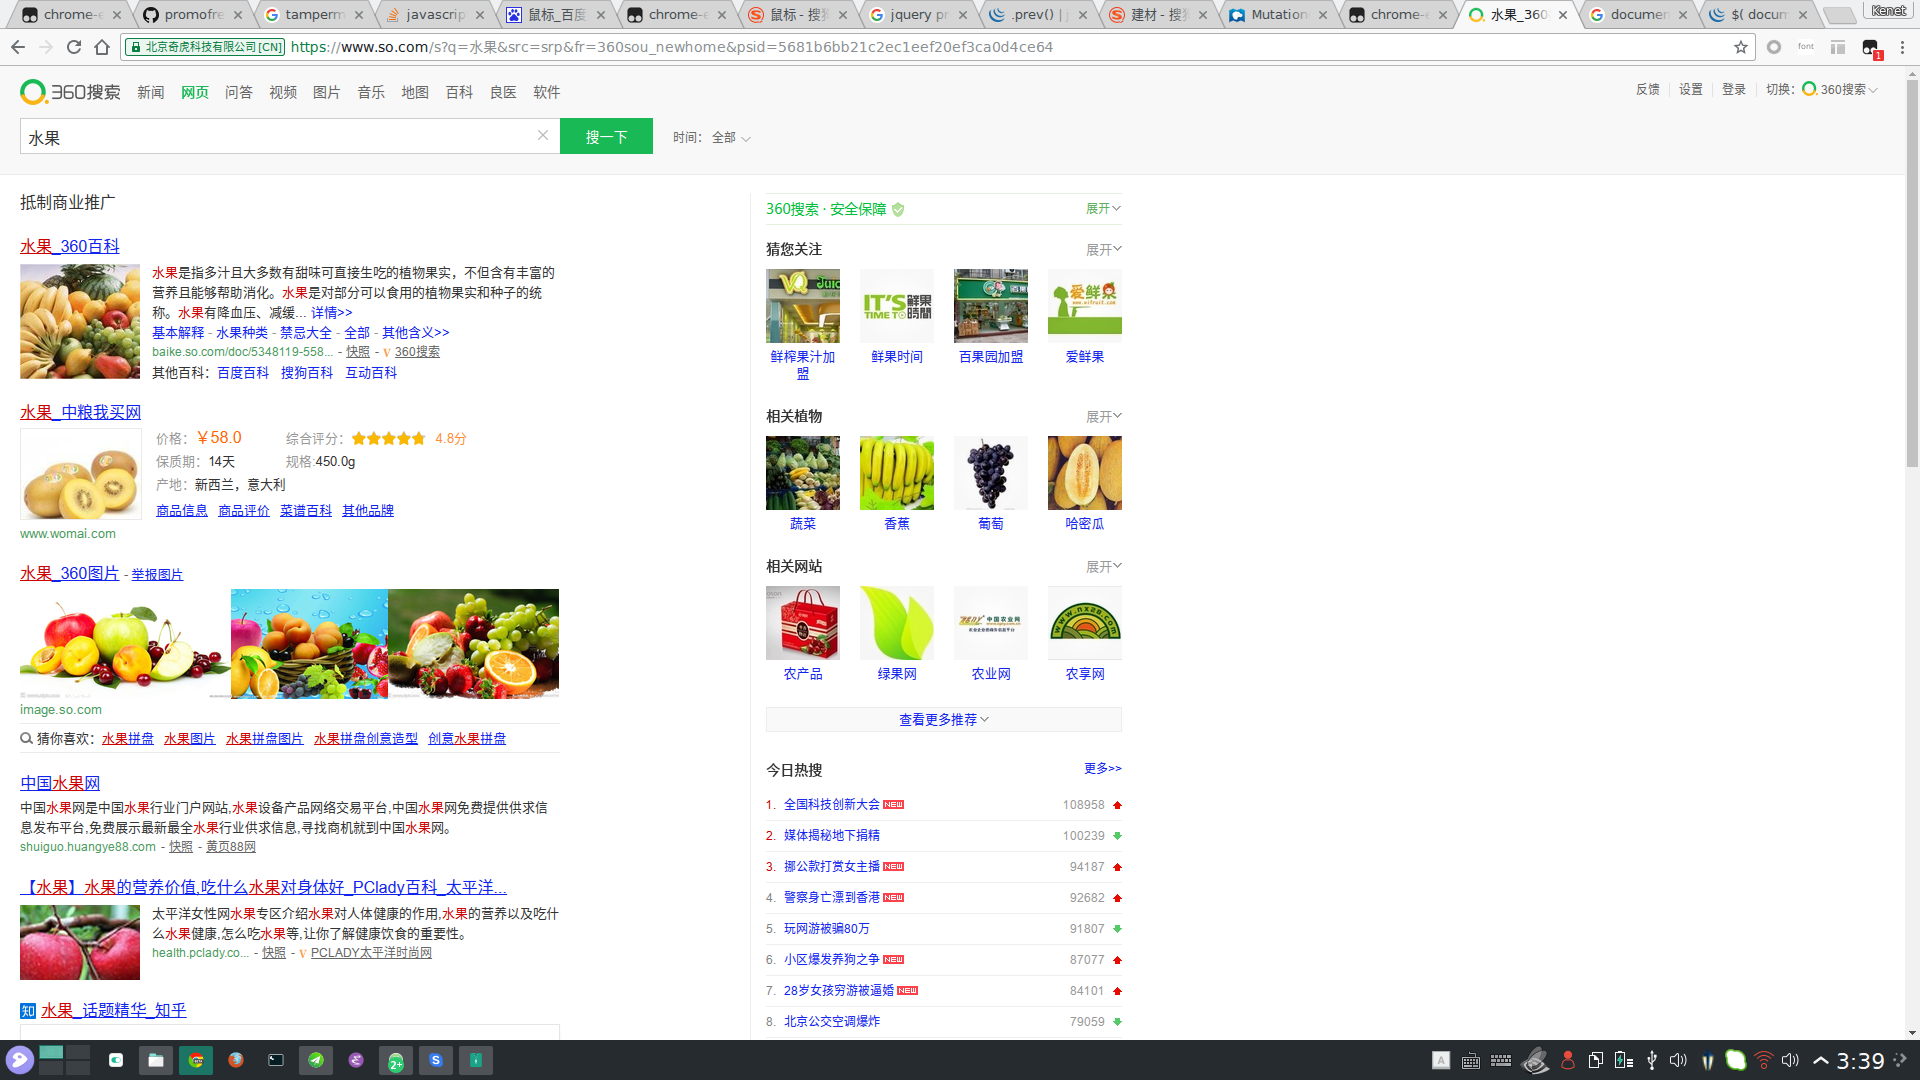 chrome-e
promofre
tamperm
javascrip
鼠标_百度
chrome-e
鼠标 - 搜狗
jquery pr
.prev() | j
建材 - 搜狗
Mutation
chrome-e
水果_360
documen
$( docum
Kenet
北京奇虎科技有限公司 [CN]
https://www.so.com/s?q=水果&src=srp&fr=360sou_newhome&psid=5681b6bb21c2ec1eef20ef3ca0d4ce64
font
1
360搜索 新闻 网页 问答 视频 图片 音乐 地图 百科 良医 软件
反馈 设置 登录 切换: 360搜索
水果
搜一下
时间: 全部
抵制商业推广
水果_360百科
水果是指多汁且大多数有甜味可直接生吃的植物果实，不但含有丰富的
营养且能够帮助消化。水果是对部分可以食用的植物果实和种子的统
称。水果有降血压、减缓... 详情>>
基本解释 - 水果种类 - 禁忌大全 - 全部 - 其他含义>>
baike.so.com/doc/5348119-558... - 快照 - V 360搜索
其他百科：百度百科 搜狗百科 互动百科
水果_中粮我买网
价格：￥58.0 综合评分： 4.8分
保质期：14天 规格:450.0g
产地：新西兰，意大利
商品信息 商品评价 菜谱百科 其他品牌
www.womai.com
水果_360图片 - 举报图片
image.so.com
猜你喜欢：水果拼盘 水果图片 水果拼盘图片 水果拼盘创意造型 创意水果拼盘
中国水果网
中国水果网是中国水果行业门户网站,水果设备产品网络交易平台,中国水果网免费提供供求信
息发布平台,免费展示最新最全水果行业供求信息,寻找商机就到中国水果网。
shuiguo.huangye88.com - 快照 - 黄页88网
【水果】水果的营养价值,吃什么水果对身体好_PClady百科_太平洋...
太平洋女性网水果专区介绍水果对人体健康的作用,水果的营养以及吃什
么水果健康,怎么吃水果等,让你了解健康饮食的重要性。
health.pclady.co... - 快照 - V PCLADY太平洋时尚网
知 水果_话题精华_知乎
360搜索 · 安全保障 展开
猜您关注 展开
IT'S 鲜果
TIME TO 時間
爱鲜果
鲜榨果汁加
盟
鲜果时间
百果园加盟
爱鲜果
相关植物 展开
蔬菜 香蕉 葡萄 哈密瓜
相关网站 展开
中国农业网
www.nx28.com
农产品 绿果网 农业网 农享网
查看更多推荐
今日热搜 更多>>
1. 全国科技创新大会 NEW 108958
2. 媒体揭秘地下捐精 100239
3. 挪公款打赏女主播 NEW 94187
4. 警察身亡漂到香港 NEW 92682
5. 玩网游被骗80万 91807
6. 小区爆发养狗之争 NEW 87077
7. 28岁女孩穷游被逼婚 NEW 84101
8. 北京公交空调爆炸 79059
2+
S
A
3:39